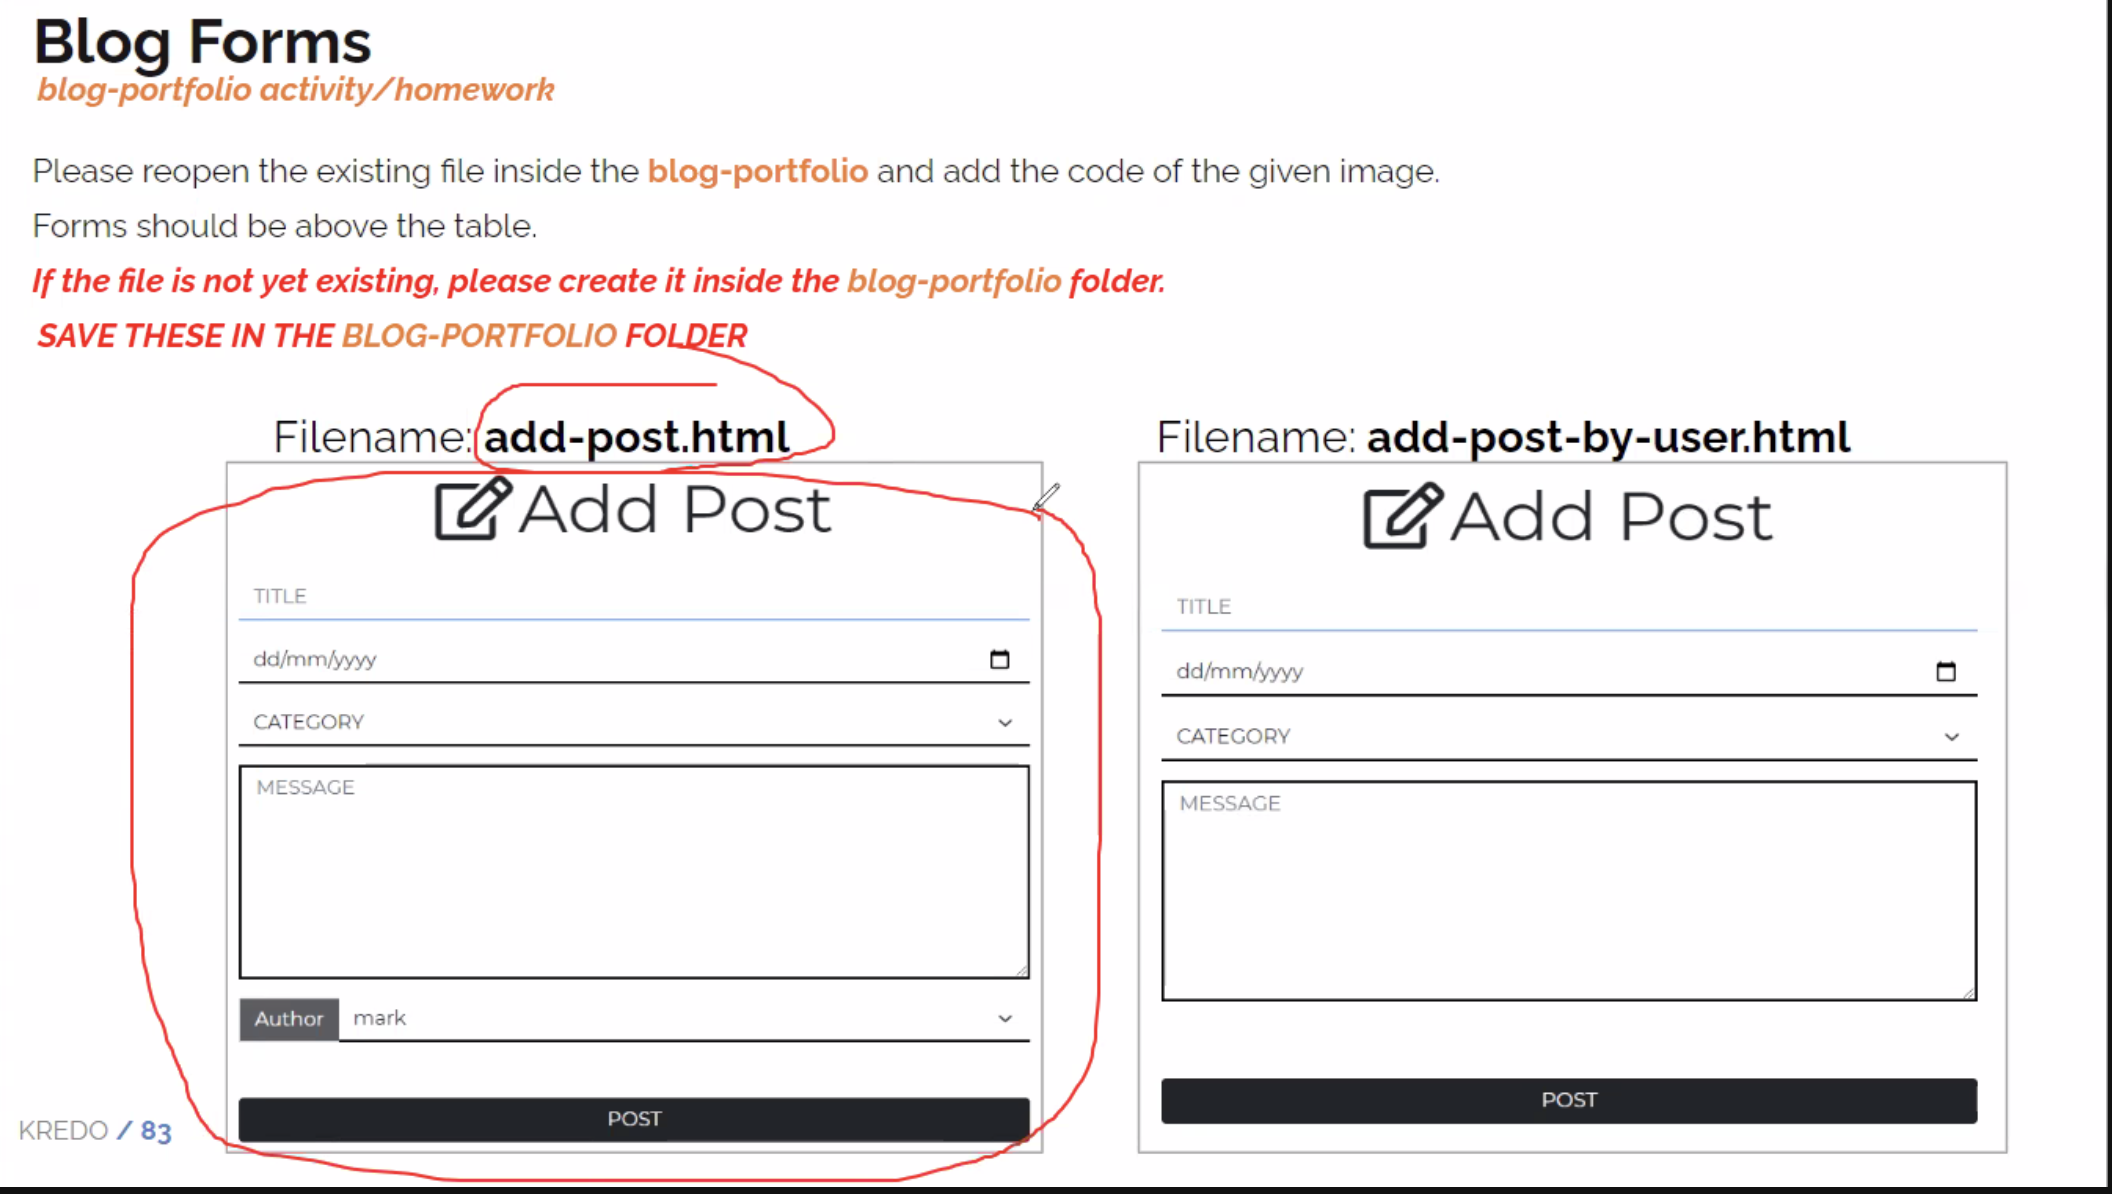 Blog Forms
blog-portfolio activity/homework
Please reopen the existing file inside the blog-portfolio and add the code of the given image.
Forms should be above the table.
If the file is not yet existing, please create it inside the blog-portfolio folder.
SAVE THESE IN THE BLOG-PORTFOLIO FOLDER
Filename: add-post.html
Add Post
TITLE
dd/mm/yyyy
CATEGORY
MESSAGE
Author mark
POST
Filename: add-post-by-user.html
Add Post
TITLE
dd/mm/yyyy
CATEGORY
MESSAGE
POST
KREDO / 83